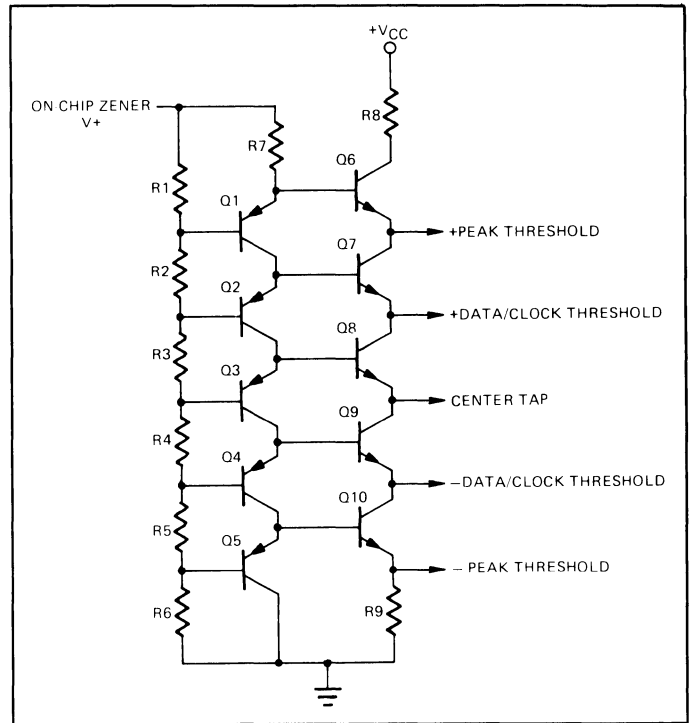 +VCC
ON-CHIP ZENER
V+
R8
R7
Q6
R1
Q1
+PEAK THRESHOLD
Q7
R2
Q2
+DATA/CLOCK THRESHOLD
Q8
R3
Q3
CENTER TAP
Q9
R4
Q4
−DATA/CLOCK THRESHOLD
Q10
R5
Q5
− PEAK THRESHOLD
R6
R9